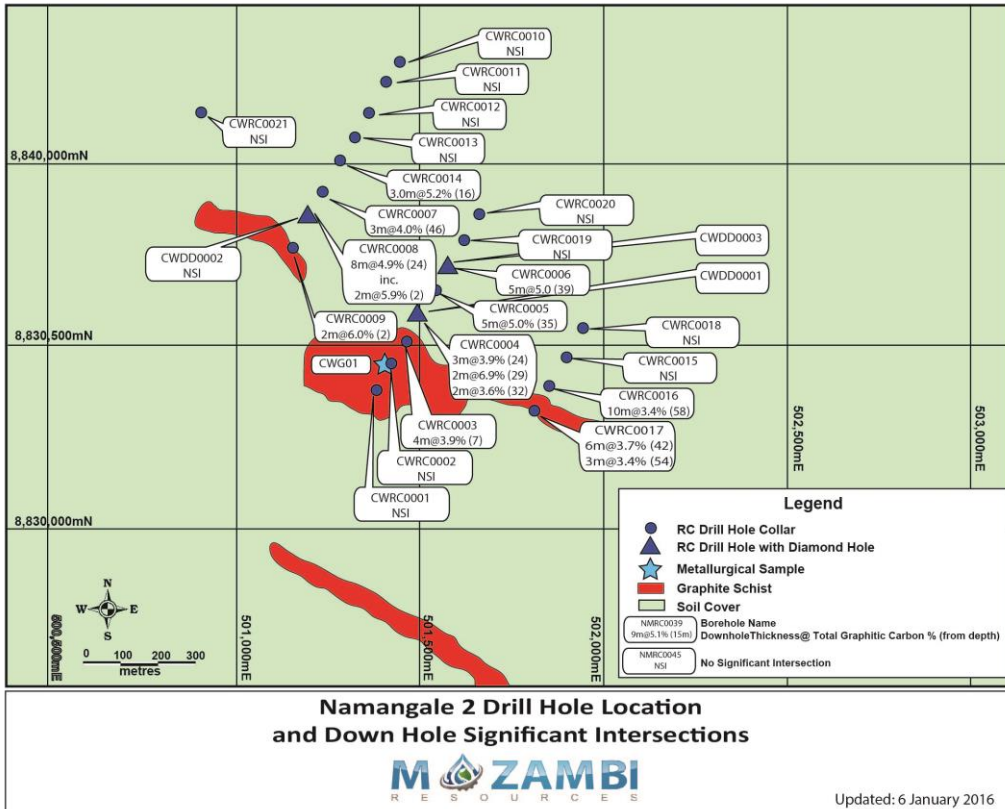 CWRC0010
NSI
CWRC0011
NSI
CWRC0012
NSI
CWRC0021
NSI
CWRC0013
NSI
8,840,000mN
CWRC0014
3.0m@5.2% (16)
CWRC0007
3m@4.0% (46)
CWRC0020
NSI
CWRC0019
NSI
CWDD0003
CWDD0002
NSI
CWRC0008
8m@4.9% (24)
inc.
2m@5.9% (2)
CWRC0006
5m@5.0 (39)
CWDD0001
CWRC0005
5m@5.0% (35)
CWRC0009
2m@6.0% (2)
CWRC0018
NSI
8,830,500mN
CWRC0004
3m@3.9% (24)
2m@6.9% (29)
2m@3.6% (32)
CWG01
CWRC0015
NSI
CWRC0016
10m@3.4% (58)
CWRC0003
4m@3.9% (7)
CWRC0017
6m@3.7% (42)
3m@3.4% (54)
CWRC0002
NSI
CWRC0001
NSI
8,830,000mN
502,500mE
503,000mE
Legend
RC Drill Hole Collar
RC Drill Hole with Diamond Hole
Metallurgical Sample
Graphite Schist
Soil Cover
NMRC0039
9m@5.1% (15m)
Borehole Name
DownholeThickness@ Total Graphitic Carbon % (from depth)
NMRC0045
NSI
No Significant Intersection
N
W
E
S
0 100 200 300
metres
500,500mE
501,000mE
501,500mE
502,000mE
Namangale 2 Drill Hole Location
and Down Hole Significant Intersections
MOZAMBI
RESOURCES
Updated: 6 January 2016